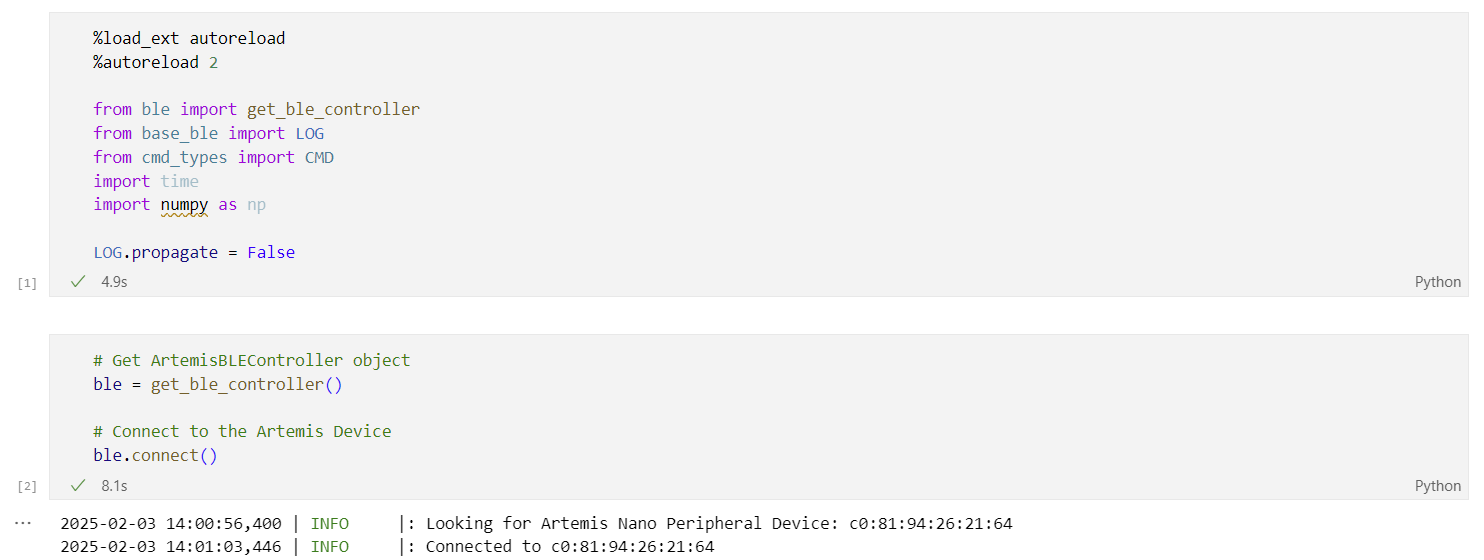 %load_ext autoreload
%autoreload 2
from ble import get_ble_controller
from base_ble import LOG
from cmd_types import CMD
import time
import numpy as np
LOG.propagate = False
[1]
4.9s
Python
# Get ArtemisBLEController object
ble = get_ble_controller()
# Connect to the Artemis Device
ble.connect()
[2]
8.1s
Python
...
2025-02-03 14:00:56,400 | INFO     |: Looking for Artemis Nano Peripheral Device: c0:81:94:26:21:64
2025-02-03 14:01:03,446 | INFO     |: Connected to c0:81:94:26:21:64